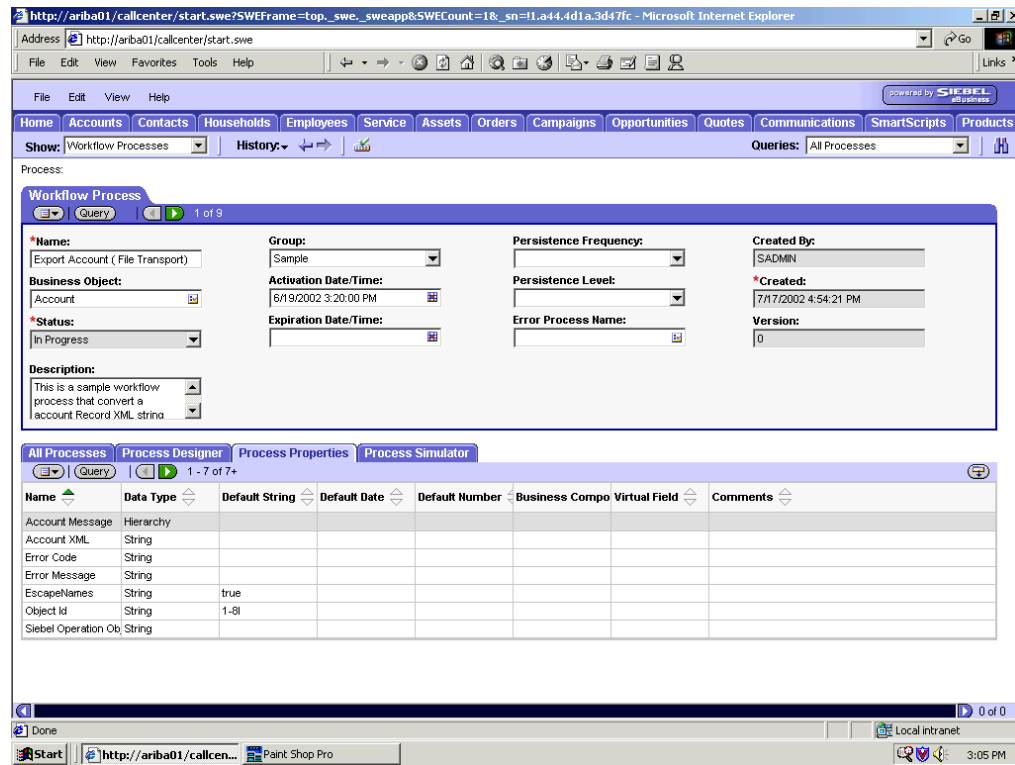 http://ariba01/callcenter/start.swe?SWEFrame=top._swe._sweapp&SWECount=1&_sn=!1.a44.4d1a.3d47fc - Microsoft Internet Explorer
Address http://ariba01/callcenter/start.swe Go
File Edit View Favorites Tools Help Links
File Edit View Help powered by SIEBEL eBusiness
Home Accounts Contacts Households Employees Service Assets Orders Campaigns Opportunities Quotes Communications SmartScripts Products
Show: Workflow Processes History: Queries: All Processes
Process:
Workflow Process
Query 1 of 9
*Name: Group: Persistence Frequency: Created By:
Export Account ( File Transport) Sample SADMIN
Business Object: Activation Date/Time: Persistence Level: *Created:
Account 6/19/2002 3:20:00 PM 7/17/2002 4:54:21 PM
*Status: Expiration Date/Time: Error Process Name: Version:
In Progress 0
Description:
This is a sample workflow
process that convert a
account Record XML string
All Processes Process Designer Process Properties Process Simulator
Query 1 - 7 of 7+
Name Data Type Default String Default Date Default Number Business Compo Virtual Field Comments
Account Message Hierarchy
Account XML String
Error Code String
Error Message String
EscapeNames String true
Object Id String 1-8I
Siebel Operation Ob String
0 of 0
Done Local intranet
Start http://ariba01/callcen... Paint Shop Pro 3:05 PM